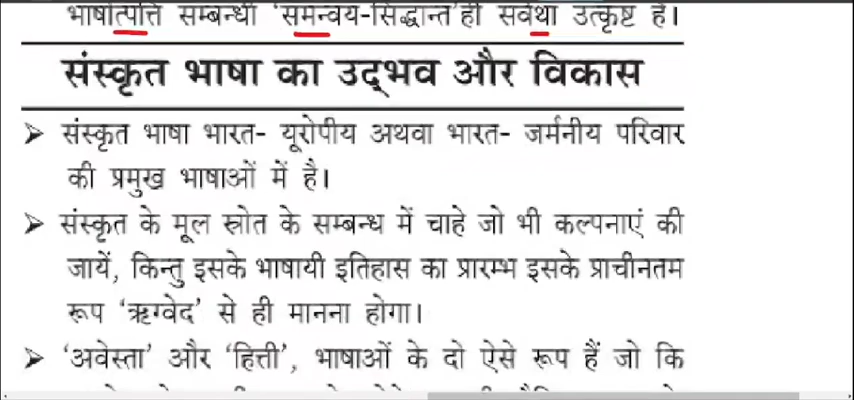 भाषोत्पत्ति सम्बन्धी 'समन्वय-सिद्धान्त' ही सर्वथा उत्कृष्ट है।
संस्कृत भाषा का उद्‌भव और विकास
➤ संस्कृत भाषा भारत- यूरोपीय अथवा भारत- जर्मनीय परिवार
की प्रमुख भाषाओं में है।
➤ संस्कृत के मूल स्रोत के सम्बन्ध में चाहे जो भी कल्पनाएं की
जायें, किन्तु इसके भाषायी इतिहास का प्रारम्भ इसके प्राचीनतम
रूप 'ऋग्वेद' से ही मानना होगा।
➤ 'अवेस्ता' और 'हित्ती', भाषाओं के दो ऐसे रूप हैं जो कि